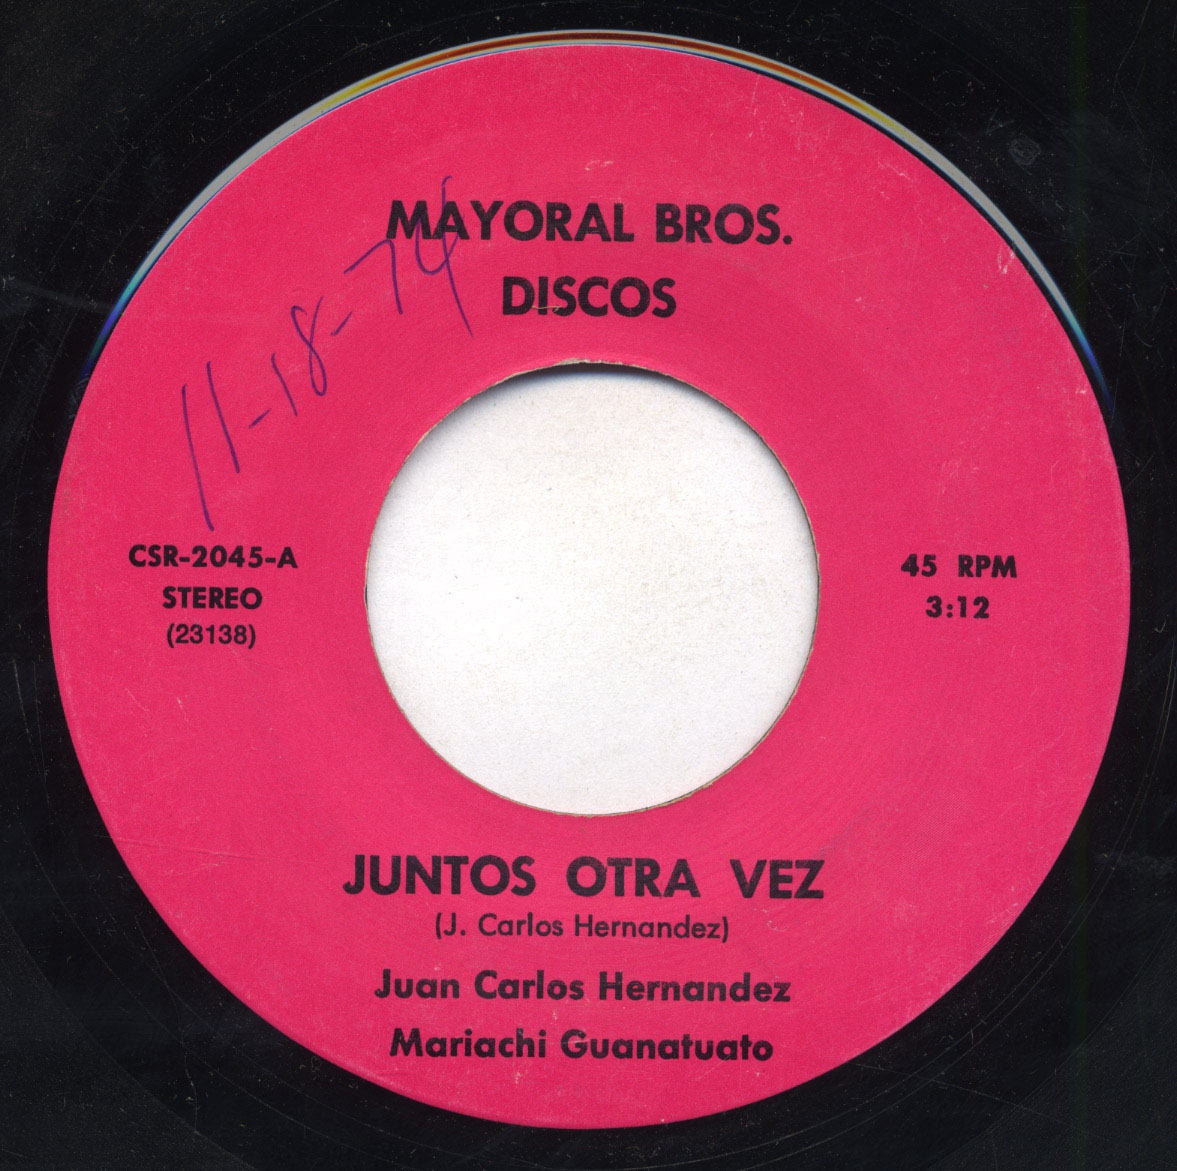 MAYORAL BROS.
DISCOS
11-18-74
CSR-2045-A
STEREO
(23138)
45 RPM
3:12
JUNTOS OTRA VEZ
(J. Carlos Hernandez)
Juan Carlos Hernandez
Mariachi Guanatuato